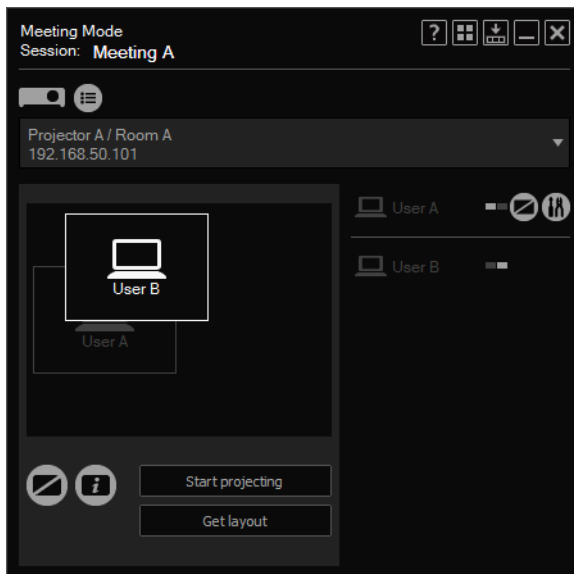 Meeting Mode
Session: Meeting A
?
Projector A / Room A
192.168.50.101
User A
User B
User B
User A
i
Start projecting
Get layout